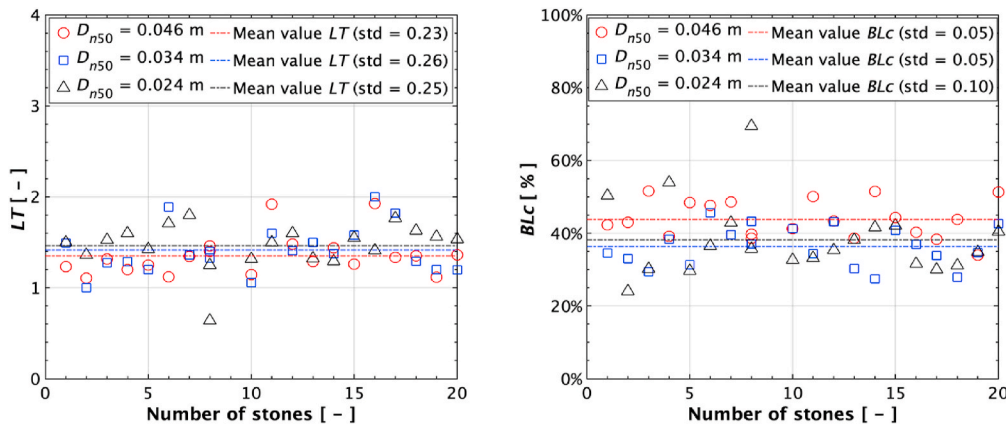 D_n50 = 0.046 m Mean value LT (std = 0.23)
D_n50 = 0.034 m Mean value LT (std = 0.26)
D_n50 = 0.024 m Mean value LT (std = 0.25)
4
3
2
1
0
LT [ - ]
0 5 10 15 20
Number of stones [ - ]
D_n50 = 0.046 m Mean value BLc (std = 0.05)
D_n50 = 0.034 m Mean value BLc (std = 0.05)
D_n50 = 0.024 m Mean value BLc (std = 0.10)
100%
80%
60%
40%
20%
0%
BLc [ % ]
0 5 10 15 20
Number of stones [ - ]